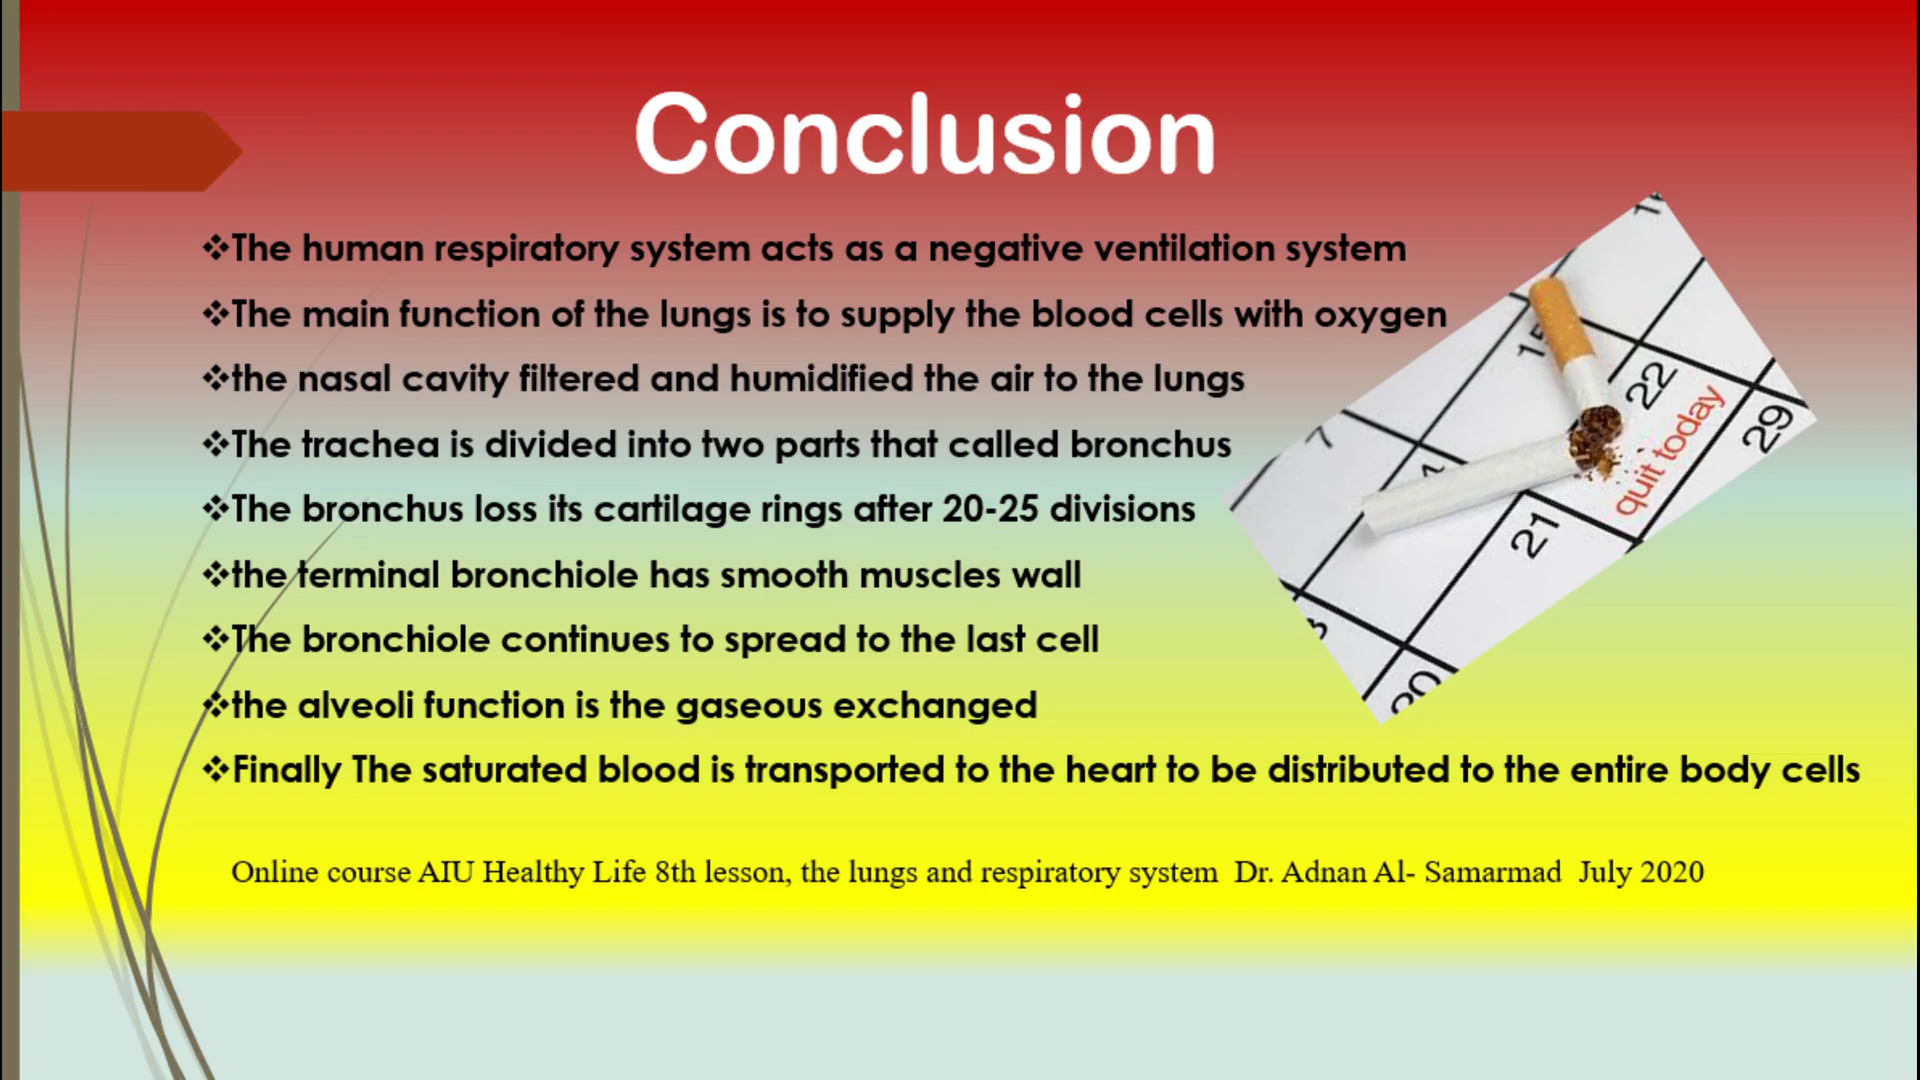 Conclusion
❖The human respiratory system acts as a negative ventilation system
❖The main function of the lungs is to supply the blood cells with oxygen
❖the nasal cavity filtered and humidified the air to the lungs
❖The trachea is divided into two parts that called bronchus
❖The bronchus loss its cartilage rings after 20-25 divisions
❖the terminal bronchiole has smooth muscles wall
❖The bronchiole continues to spread to the last cell
❖the alveoli function is the gaseous exchanged
❖Finally The saturated blood is transported to the heart to be distributed to the entire body cells
15
22
29
7
quit today
21
Online course AIU Healthy Life 8th lesson, the lungs and respiratory system Dr. Adnan Al- Samarmad July 2020